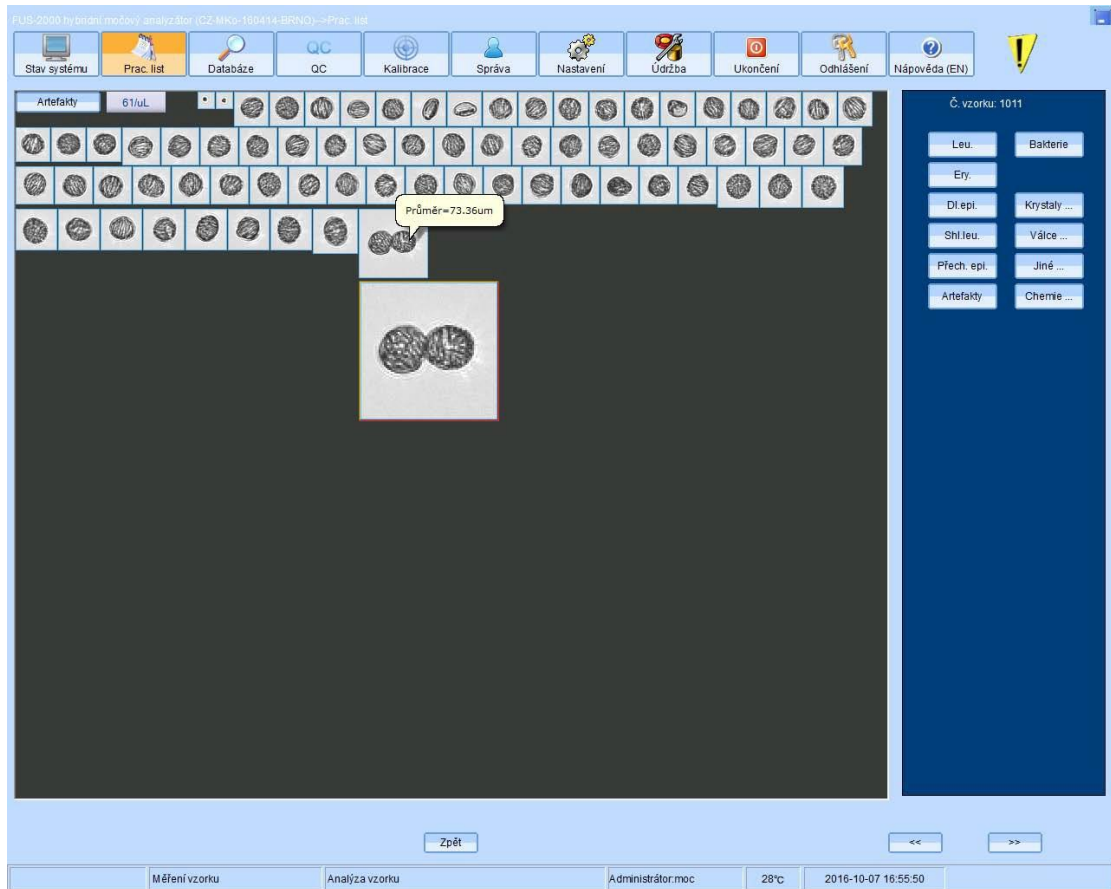 FUS-2000 hybridní močový analyzátor (CZ-MKo-160414-BRNO)-->Prac. list
Stav systému
Prac. list
Databáze
QC
QC
Kalibrace
Správa
Nastavení
Údržba
Ukončení
Odhlášení
Nápověda (EN)
Artefakty
61/uL
Č. vzorku: 1011
Průměr=73.36um
Leu.
Bakterie
Ery.
Dl.epi.
Krystaly ...
Shl.leu.
Válce ...
Přech. epi.
Jiné ...
Artefakty
Chemie ...
Zpět
<<
>>
Měření vzorku
Analýza vzorku
Administrátor:moc
28°C
2016-10-07 16:55:50